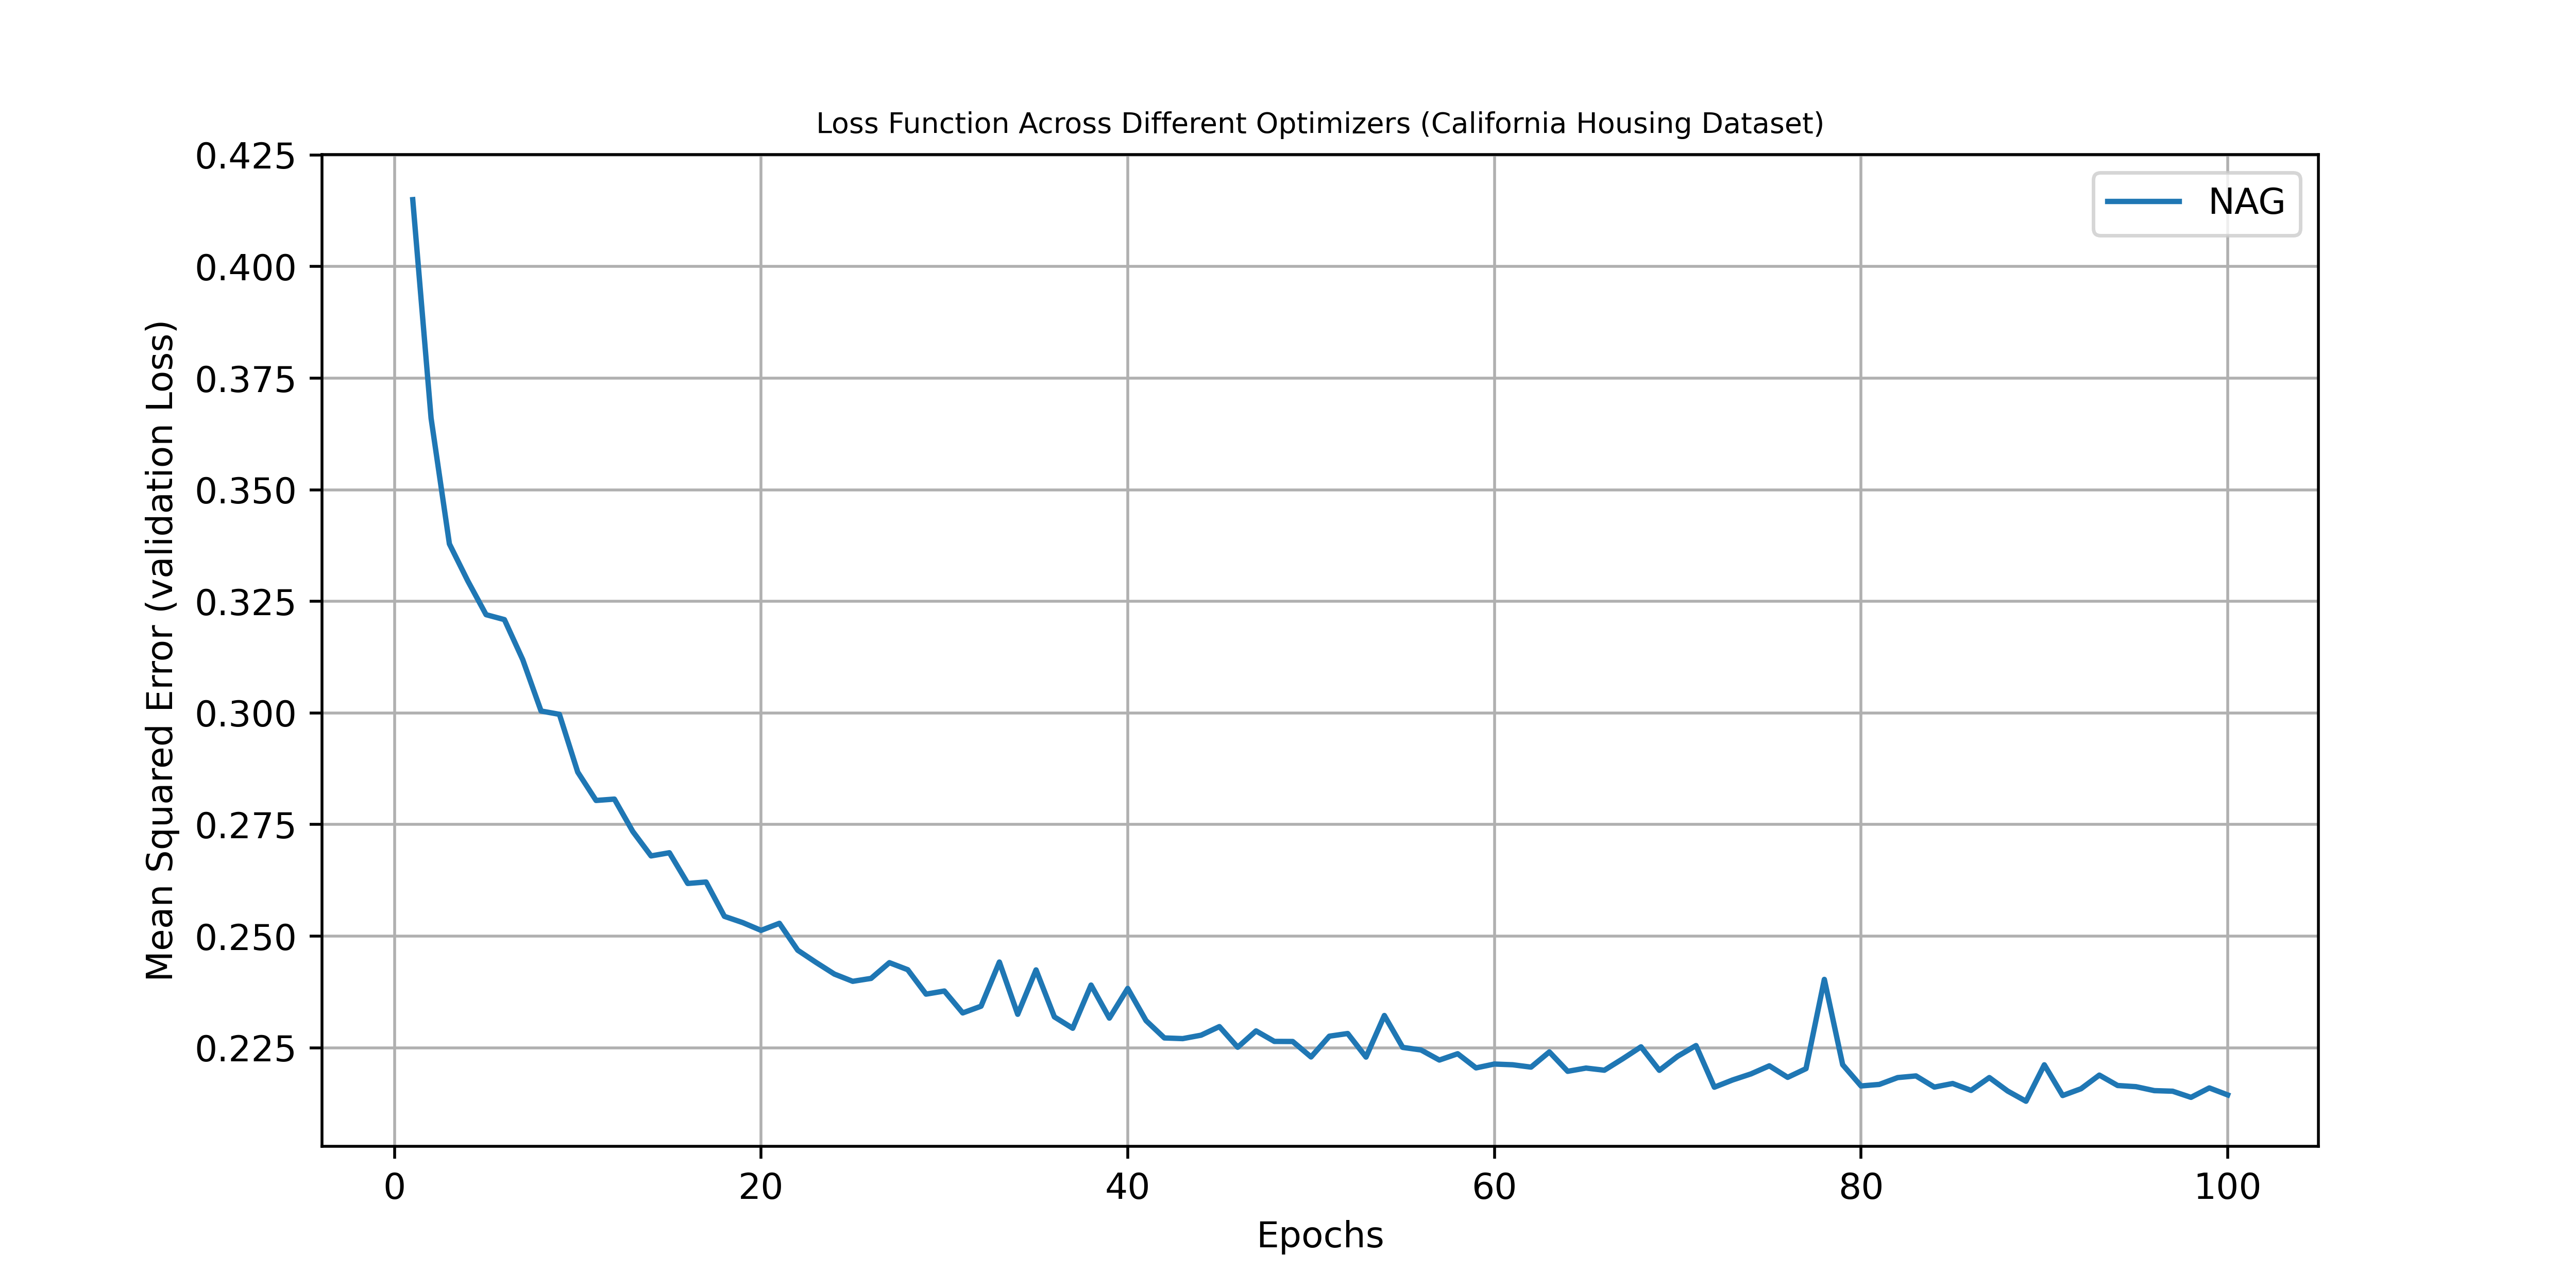 Loss Function Across Different Optimizers (California Housing Dataset)
NAG
Mean Squared Error (validation Loss)
0.425
0.400
0.375
0.350
0.325
0.300
0.275
0.250
0.225
0 20 40 60 80 100
Epochs